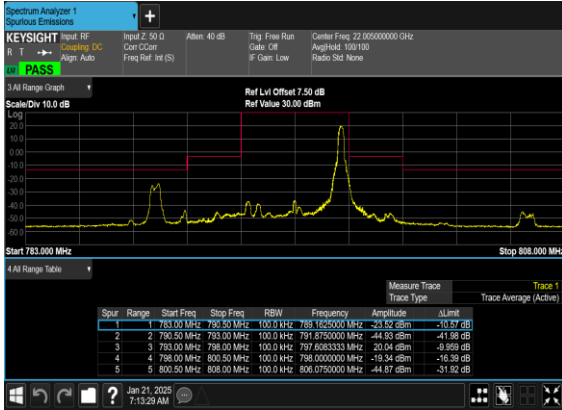 Spectrum Analyzer 1
Spurious Emissions
+
KEYSIGHT Input: RF Input Z: 50 Ω Atten: 40 dB Trig: Free Run Center Freq: 22.005000000 GHz
R T Coupling: DC Corr CCorr Gate: Off Avg|Hold: 100/100
Align: Auto Freq Ref: Int (S) IF Gain: Low Radio Std: None
PASS
3 All Range Graph
Ref Lvl Offset 7.50 dB
Scale/Div 10.0 dB Ref Value 30.00 dBm
Log
20.0
10.0
0.00
-10.0
-20.0
-30.0
-40.0
-50.0
-60.0
Start 783.000 MHz Stop 808.000 MHz
4 All Range Table
Measure Trace Trace 1
Trace Type Trace Average (Active)
Spur Range Start Freq Stop Freq RBW Frequency Amplitude ΔLimit
1 1 783.00 MHz 790.50 MHz 100.0 kHz 789.1625000 MHz -23.52 dBm -10.57 dB
2 2 790.50 MHz 793.00 MHz 100.0 kHz 791.8750000 MHz -44.93 dBm -41.98 dB
3 3 793.00 MHz 798.00 MHz 100.0 kHz 797.6083333 MHz 20.04 dBm -9.959 dB
4 4 798.00 MHz 800.50 MHz 100.0 kHz 798.0000000 MHz -19.34 dBm -16.39 dB
5 5 800.50 MHz 808.00 MHz 100.0 kHz 806.0750000 MHz -44.87 dBm -31.92 dB
?
Jan 21, 2025
7:13:29 AM